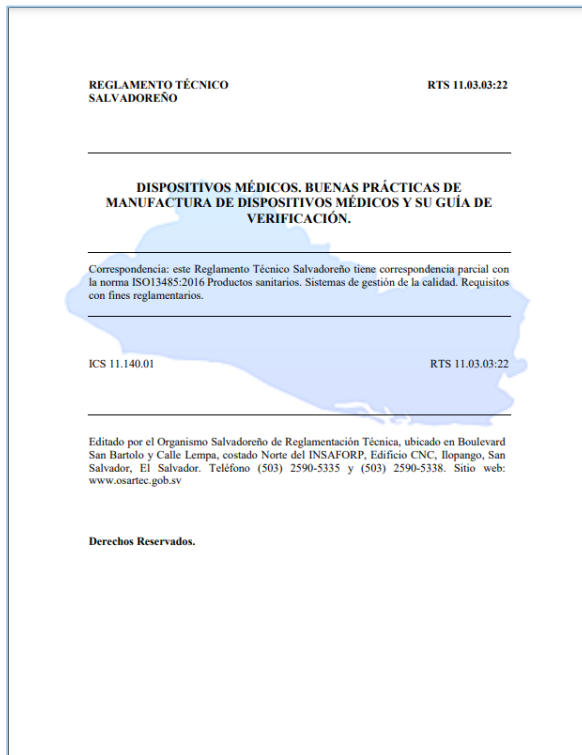 REGLAMENTO TÉCNICO
SALVADOREÑO
RTS 11.03.03:22
DISPOSITIVOS MÉDICOS. BUENAS PRÁCTICAS DE
MANUFACTURA DE DISPOSITIVOS MÉDICOS Y SU GUÍA DE
VERIFICACIÓN.
Correspondencia: este Reglamento Técnico Salvadoreño tiene correspondencia parcial con
la norma ISO13485:2016 Productos sanitarios. Sistemas de gestión de la calidad. Requisitos
con fines reglamentarios.
ICS 11.140.01
RTS 11.03.03:22
Editado por el Organismo Salvadoreño de Reglamentación Técnica, ubicado en Boulevard
San Bartolo y Calle Lempa, costado Norte del INSAFORP, Edificio CNC, Ilopango, San
Salvador, El Salvador. Teléfono (503) 2590-5335 y (503) 2590-5338. Sitio web:
www.osartec.gob.sv
Derechos Reservados.